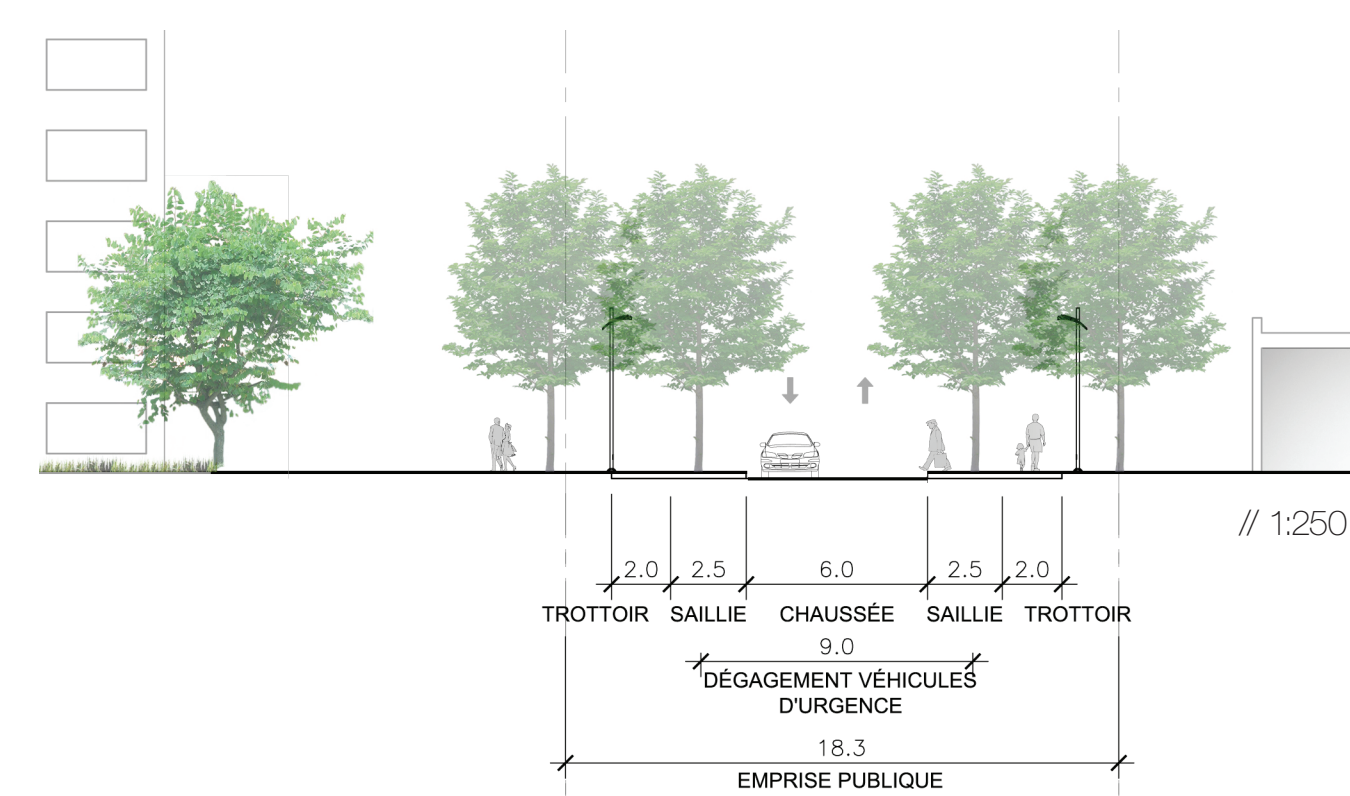 // 1:250
2.0 2.5 6.0 2.5 2.0
TROTTOIR SAILLIE CHAUSSÉE SAILLIE TROTTOIR
9.0
DÉGAGEMENT VÉHICULES
D'URGENCE
18.3
EMPRISE PUBLIQUE